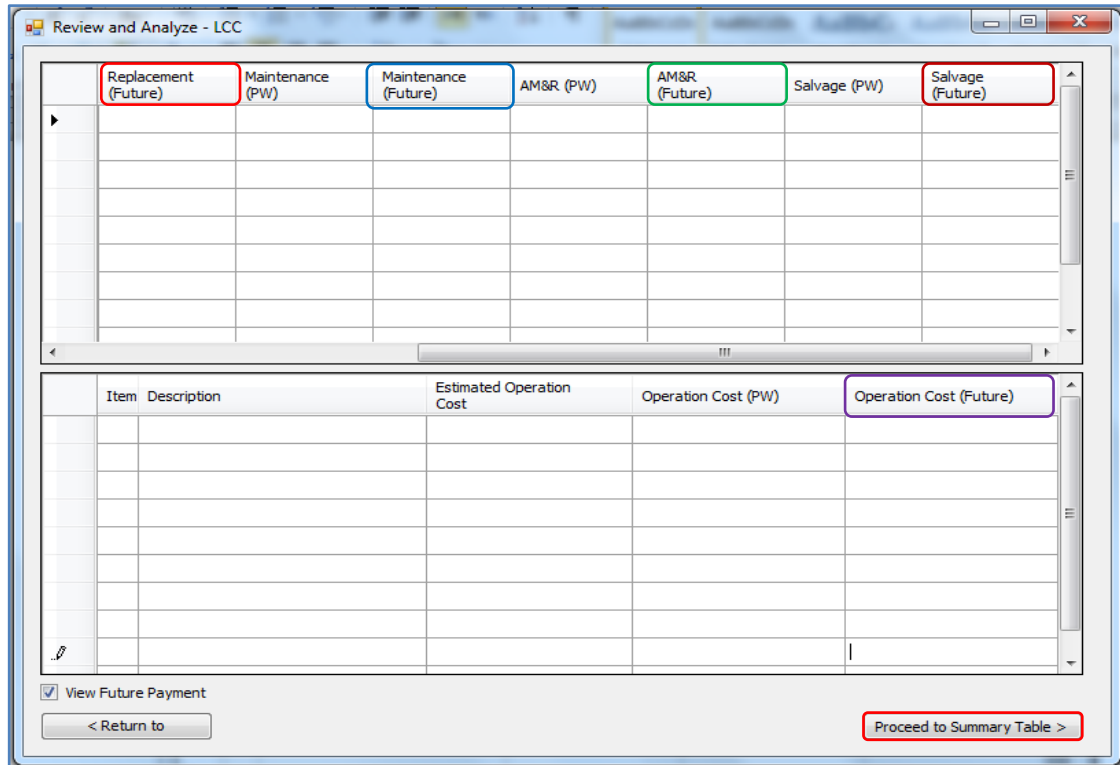 Review and Analyze - LCC
Replacement (Future)
Maintenance (PW)
Maintenance (Future)
AM&R (PW)
AM&R (Future)
Salvage (PW)
Salvage (Future)
Item
Description
Estimated Operation Cost
Operation Cost (PW)
Operation Cost (Future)
View Future Payment
< Return to
Proceed to Summary Table >